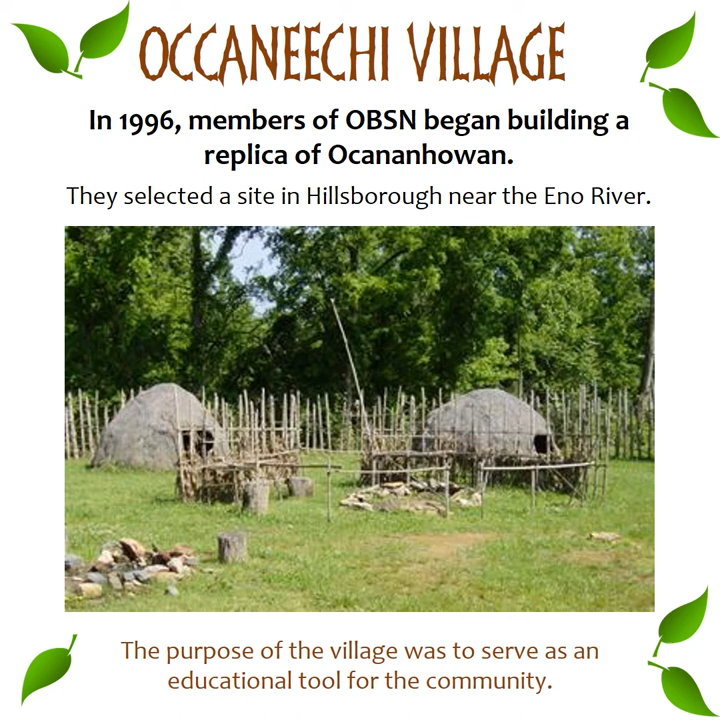 OCCANEECHI VILLAGE
In 1996, members of OBSN began building a
replica of Ocananhowan.
They selected a site in Hillsborough near the Eno River.
The purpose of the village was to serve as an
educational tool for the community.